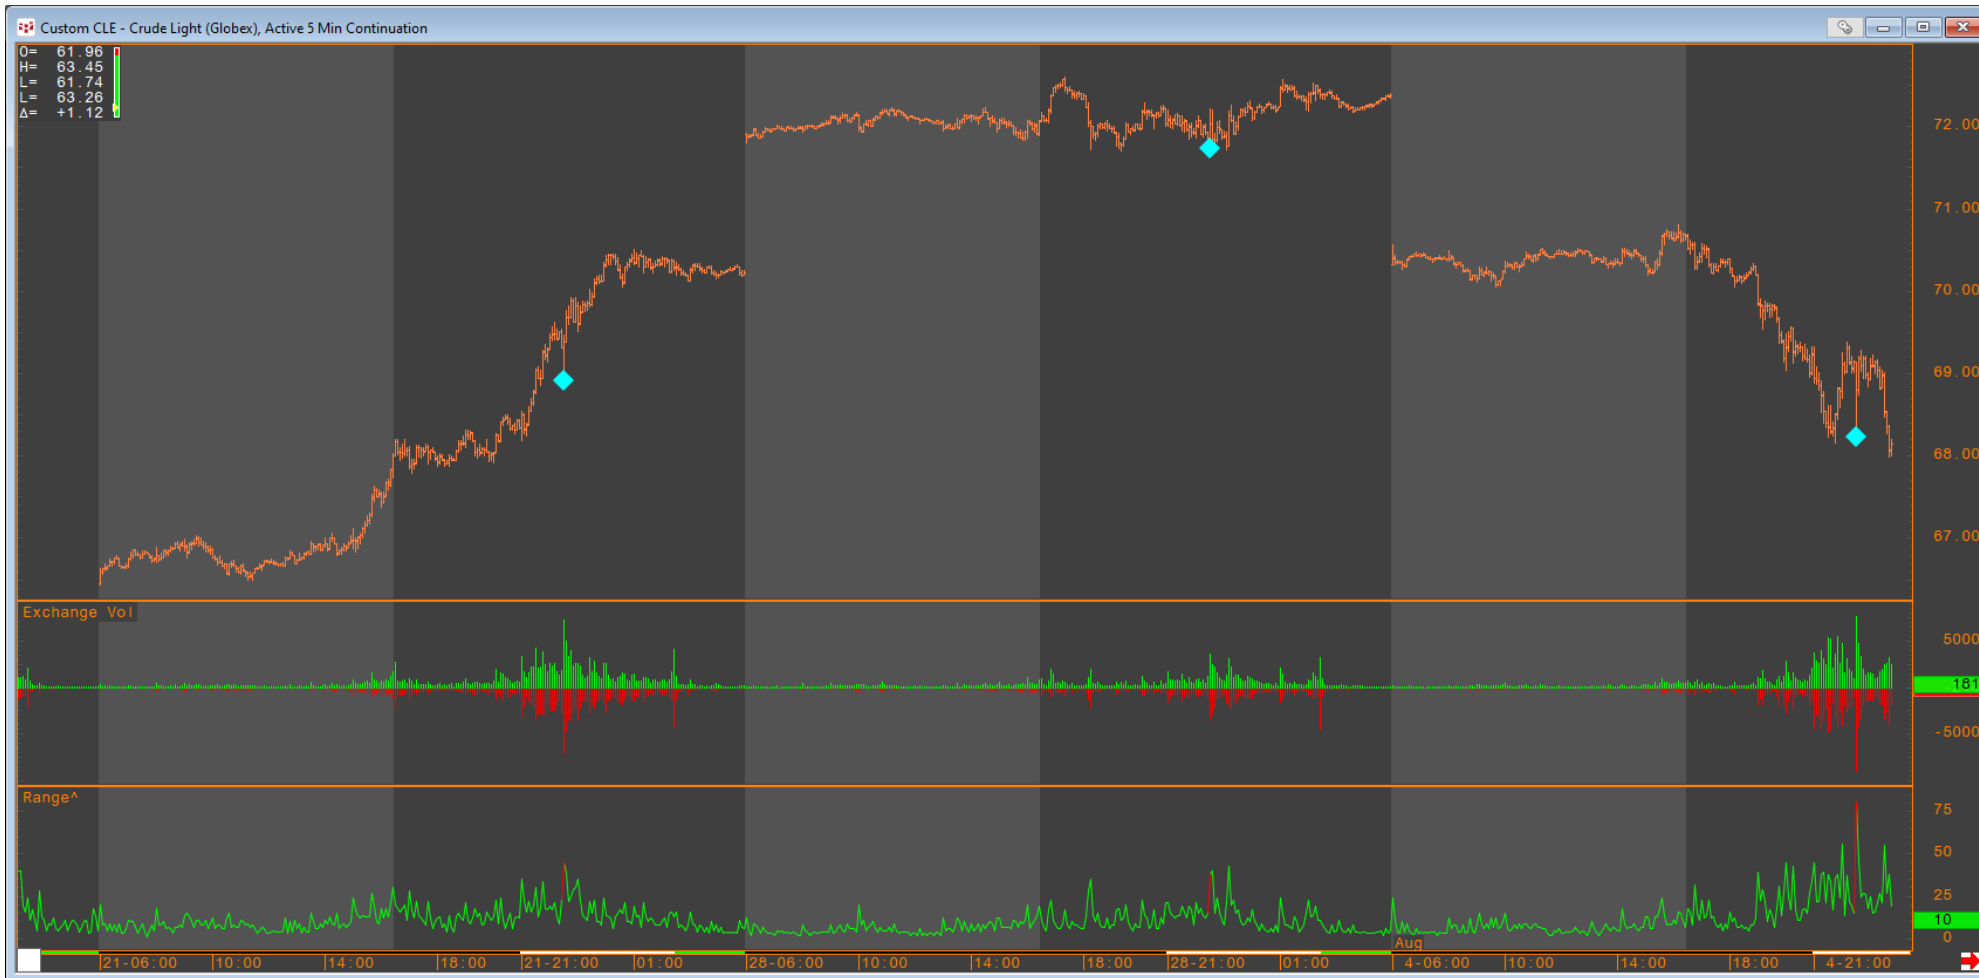 Custom CLE - Crude Light (Globex), Active 5 Min Continuation
O= 61.96
H= 63.45
L= 61.74
L= 63.26
Δ= +1.12
72.00
71.00
70.00
69.00
68.00
67.00
Exchange Vol
5000
181
-5000
Range^
75
50
25
10
0
Aug
21-06:00 10:00 14:00 18:00 21-21:00 01:00 28-06:00 10:00 14:00 18:00 28-21:00 01:00 4-06:00 10:00 14:00 18:00 4-21:00